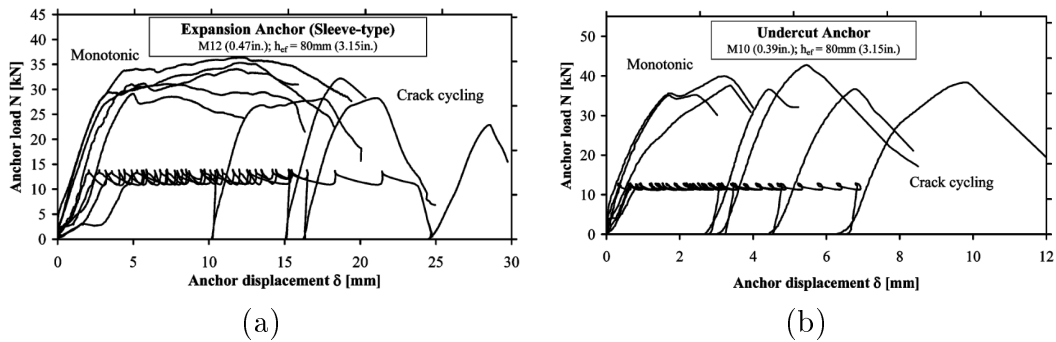 Expansion Anchor (Sleeve-type)
M12 (0.47in.); hef = 80mm (3.15in.)
Monotonic
Crack cycling
Anchor load N [kN]
45
40
35
30
25
20
15
10
5
0
0 5 10 15 20 25 30
Anchor displacement δ [mm]
(a)
Undercut Anchor
M10 (0.39in.); hef = 80mm (3.15in.)
Monotonic
Crack cycling
Anchor load N [kN]
50
40
30
20
10
0
0 2 4 6 8 10 12
Anchor displacement δ [mm]
(b)